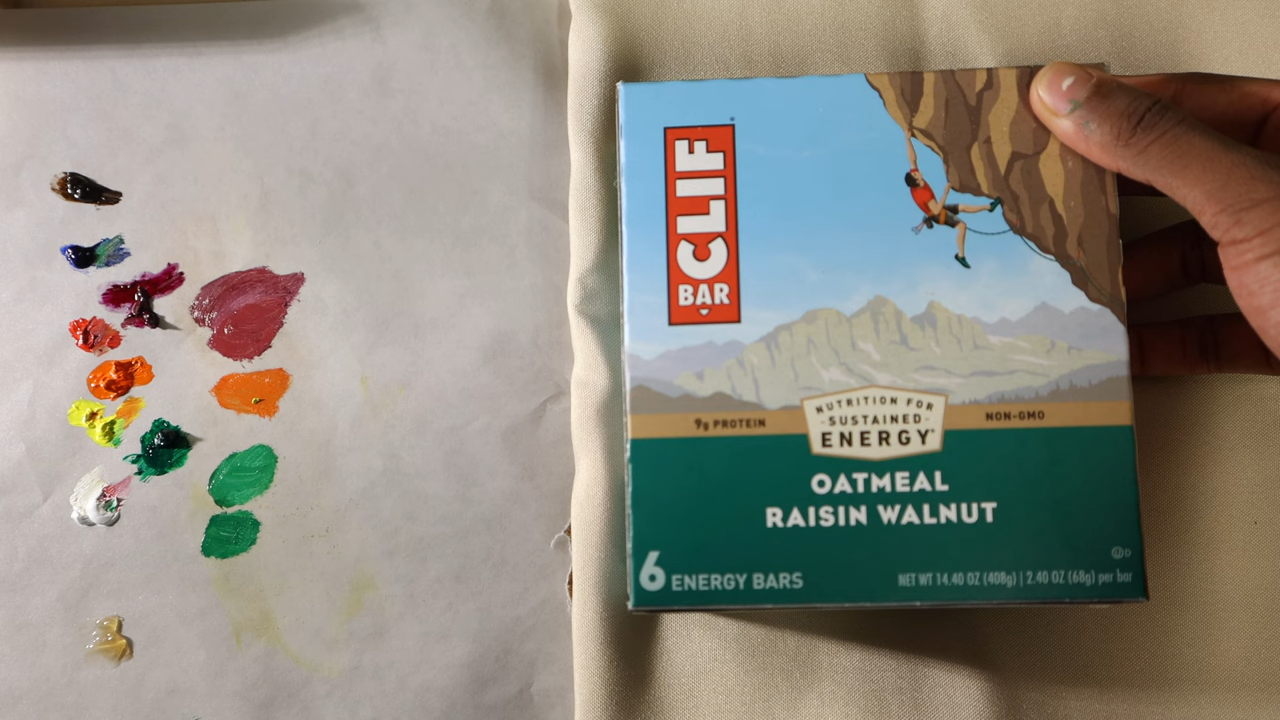 CLIF
BAR
9g PROTEIN
NUTRITION FOR
-SUSTAINED-
ENERGY
NON-GMO
OATMEAL
RAISIN WALNUT
6 ENERGY BARS
NET WT 14.40 OZ (408g) | 2.40 OZ (68g) per bar